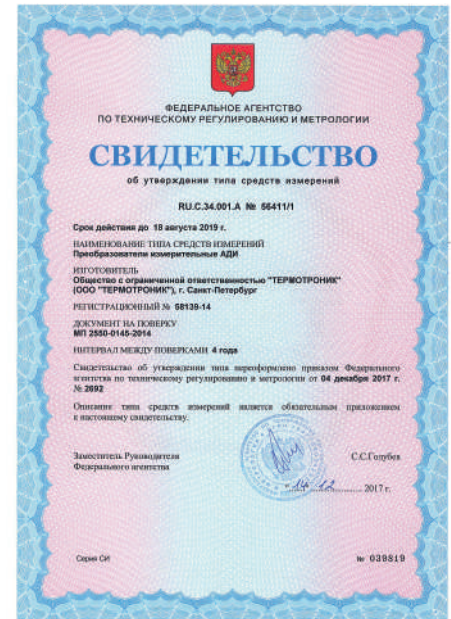 ФЕДЕРАЛЬНОЕ АГЕНТСТВО
ПО ТЕХНИЧЕСКОМУ РЕГУЛИРОВАНИЮ И МЕТРОЛОГИИ
СВИДЕТЕЛЬСТВО
об утверждении типа средств измерений
RU.C.34.001.A № 56411/1
Срок действия до 18 августа 2019 г.
НАИМЕНОВАНИЕ ТИПА СРЕДСТВ ИЗМЕРЕНИЙ
Преобразователи измерительные АДИ
ИЗГОТОВИТЕЛЬ
Общество с ограниченной ответственностью "ТЕРМОТРОНИК"
(ООО "ТЕРМОТРОНИК"), г. Санкт-Петербург
РЕГИСТРАЦИОННЫЙ № 58139-14
ДОКУМЕНТ НА ПОВЕРКУ
МП 2550-0145-2014
ИНТЕРВАЛ МЕЖДУ ПОВЕРКАМИ 4 года
Свидетельство об утверждении типа переоформлено приказом Федерального
агентства по техническому регулированию и метрологии от 04 декабря 2017 г.
№ 2692
Описание типа средств измерений является обязательным приложением
к настоящему свидетельству.
Заместитель Руководителя
Федерального агентства
С.С.Голубев
"14" 12 2017 г.
Серия СИ
№ 039819